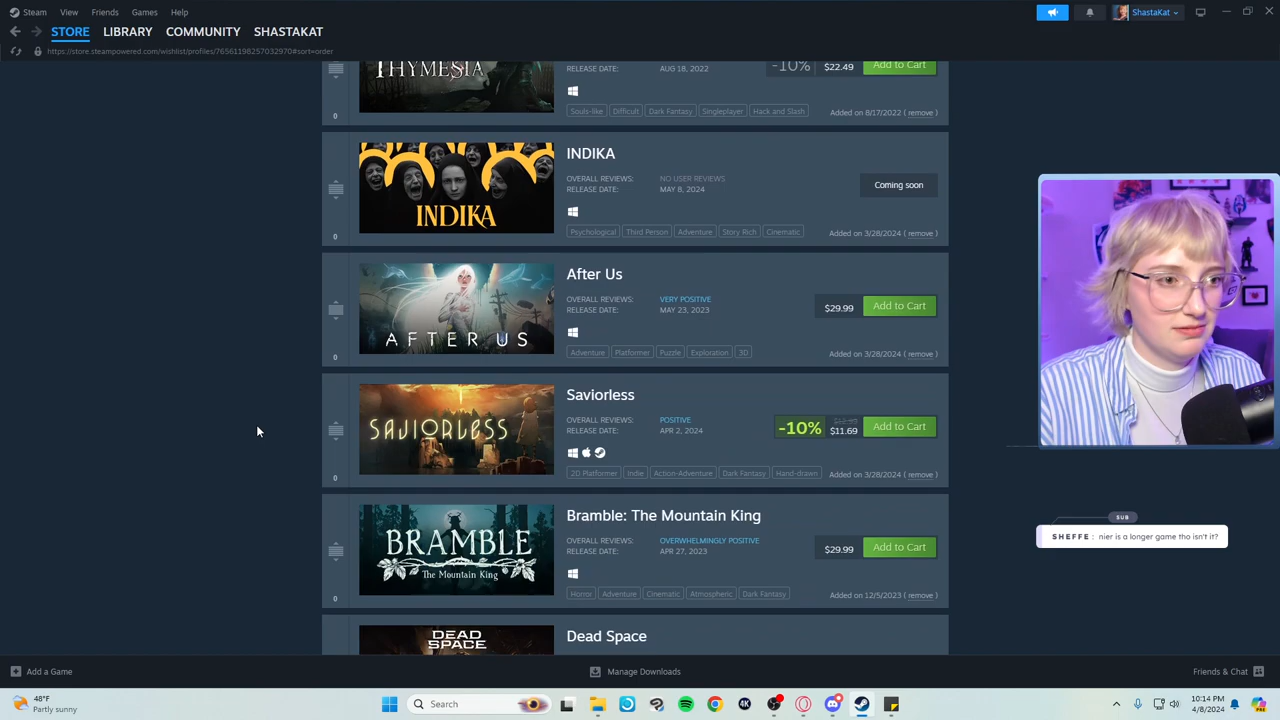 Steam View Friends Games Help
ShastaKat
STORE LIBRARY COMMUNITY SHASTAKAT
https://store.steampowered.com/wishlist/profiles/76561198257032970#sort=order
THYMESIA
RELEASE DATE: AUG 18, 2022
-10% $22.49 Add to Cart
Souls-like Difficult Dark Fantasy Singleplayer Hack and Slash
Added on 8/17/2022 ( remove )
0
INDIKA
INDIKA
OVERALL REVIEWS: NO USER REVIEWS
RELEASE DATE: MAY 8, 2024
Coming soon
Psychological Third Person Adventure Story Rich Cinematic
Added on 3/28/2024 ( remove )
0
After Us
AFTER US
OVERALL REVIEWS: VERY POSITIVE
RELEASE DATE: MAY 23, 2023
$29.99 Add to Cart
Adventure Platformer Puzzle Exploration 3D
Added on 3/28/2024 ( remove )
0
Saviorless
SAVIORLESS
OVERALL REVIEWS: POSITIVE
RELEASE DATE: APR 2, 2024
-10% $11.69 Add to Cart
2D Platformer Indie Action-Adventure Dark Fantasy Hand-drawn
Added on 3/28/2024 ( remove )
0
Bramble: The Mountain King
BRAMBLE
The Mountain King
OVERALL REVIEWS: OVERWHELMINGLY POSITIVE
RELEASE DATE: APR 27, 2023
$29.99 Add to Cart
Horror Adventure Cinematic Atmospheric Dark Fantasy
Added on 12/5/2023 ( remove )
0
Dead Space
DEAD
SPACE
SUB
SHEFFE : nier is a longer game tho isn't it?
Add a Game
Manage Downloads
Friends & Chat
48°F
Partly sunny
Search
4K
10:14 PM
4/8/2024